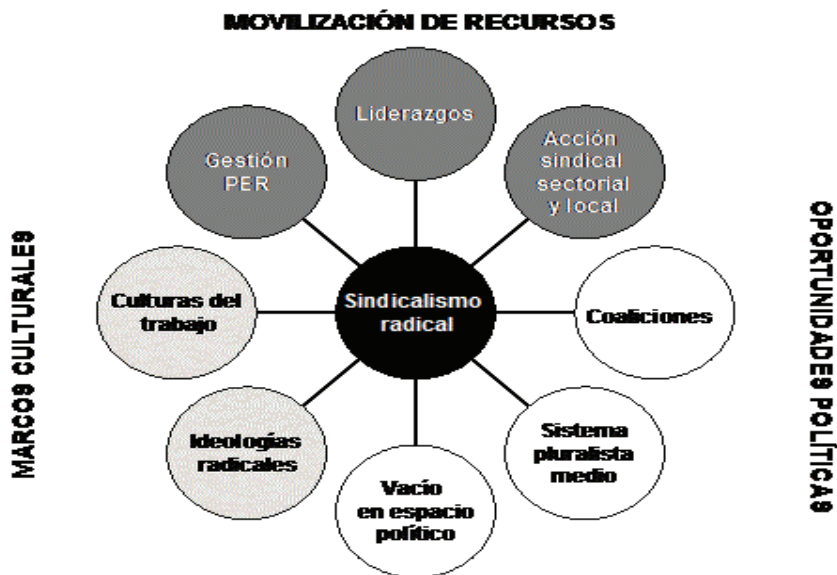 MOVILIZACIÓN DE RECURSOS
Liderazgos
Gestión
PER
Acción
sindical
sectorial
y local
MARCOS CULTURALES
Culturas del
trabajo
Sindicalismo
radical
Coaliciones
OPORTUNIDADES POLÍTICAS
Ideologías
radicales
Sistema
pluralista
medio
Vacío
en espacio
político